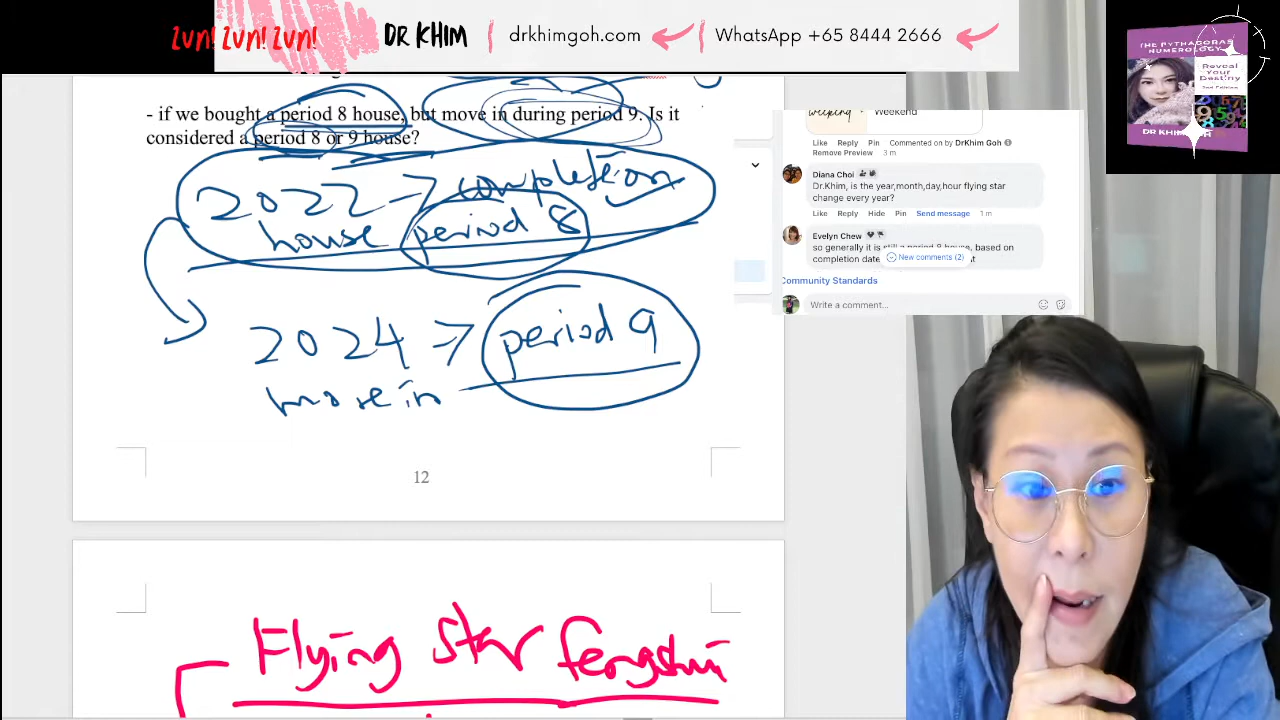 ZUN! ZUN! ZUN!
DR KHIM
drkhimgoh.com
WhatsApp +65 8444 2666
THE PYTHAGORAS
NUMEROLOGY
Reveal
Your
Destiny
DR KHIM
- if we bought a period 8 house, but move in during period 9. Is it
considered a period 8 or 9 house?
2022 → completion
house period 8
2024 → period 9
move in
12
Flying Star fengshui
weekend
Weekend
Like Reply Pin Commented on by DrKhim Goh
Remove Preview 3 m
Diana Choi
Dr.Khim, is the year,month,day,hour flying star
change every year?
Like Reply Hide Pin Send message 1 m
Evelyn Chew
so generally it is still a period 8 house, based on
completion date
New comments (2)
Community Standards
Write a comment...